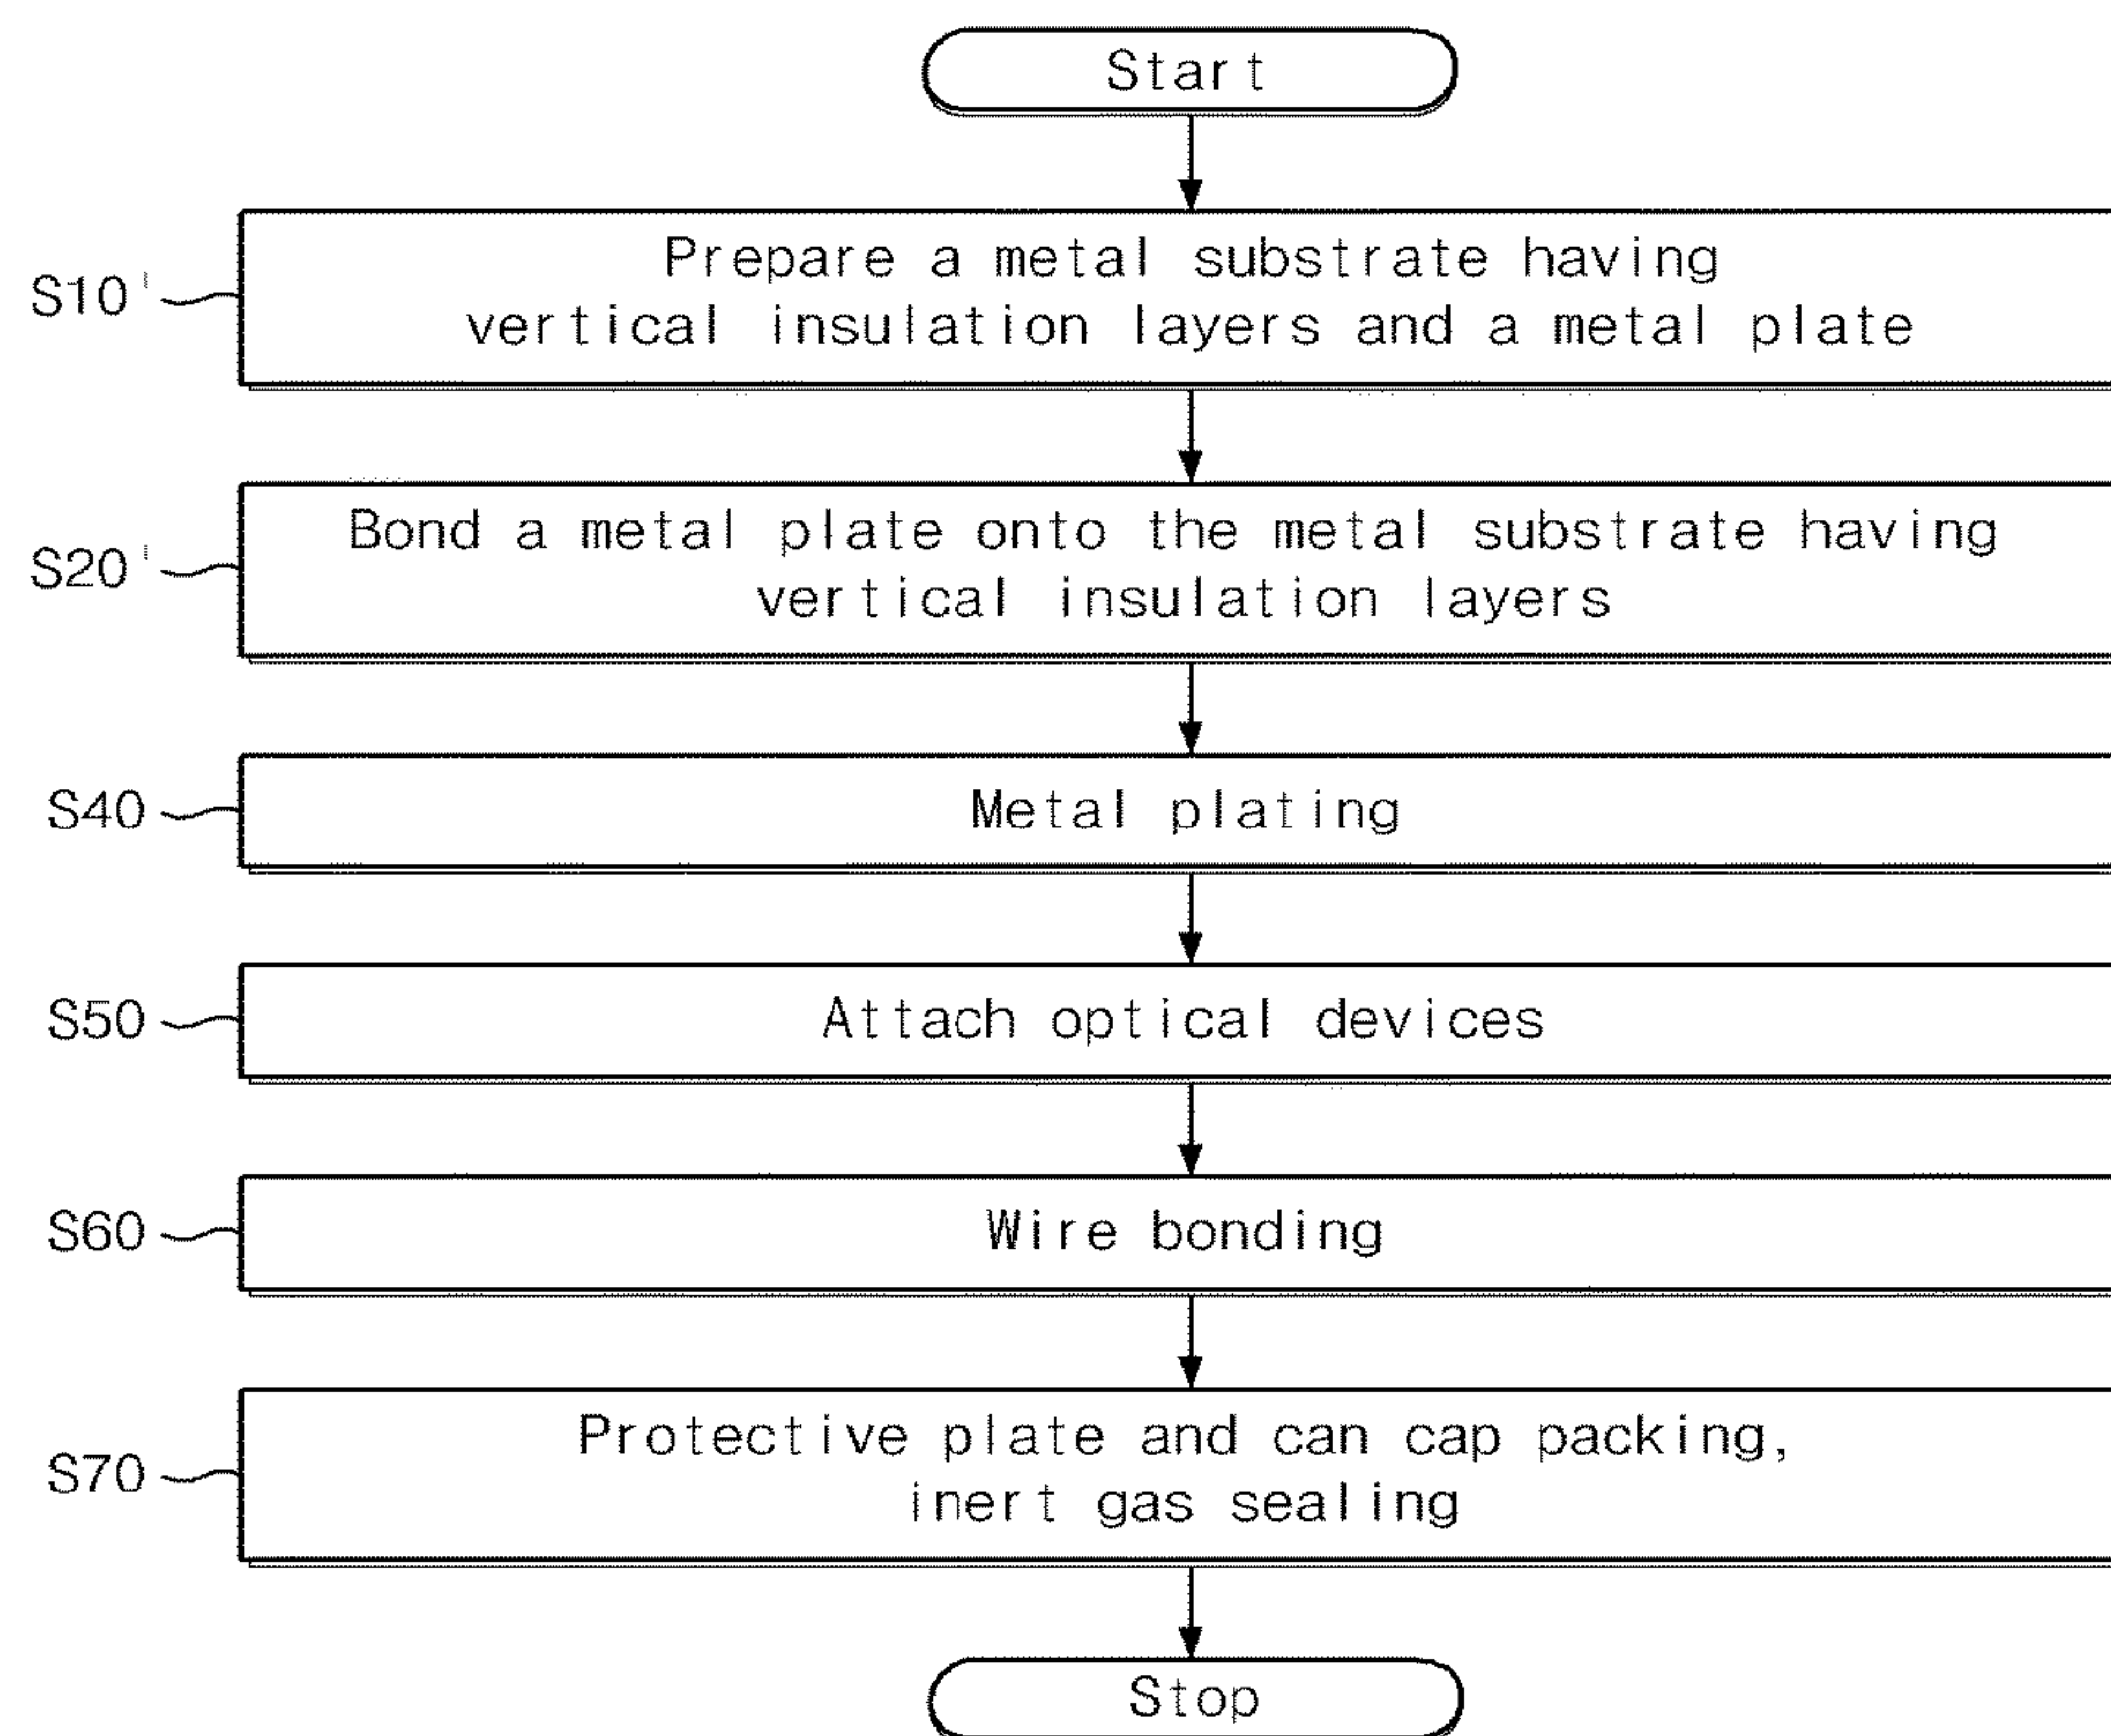 Start
S10'
Prepare a metal substrate having
vertical insulation layers and a metal plate
S20'
Bond a metal plate onto the metal substrate having
vertical insulation layers
S40
Metal plating
S50
Attach optical devices
S60
Wire bonding
S70
Protective plate and can cap packing,
inert gas sealing
Stop